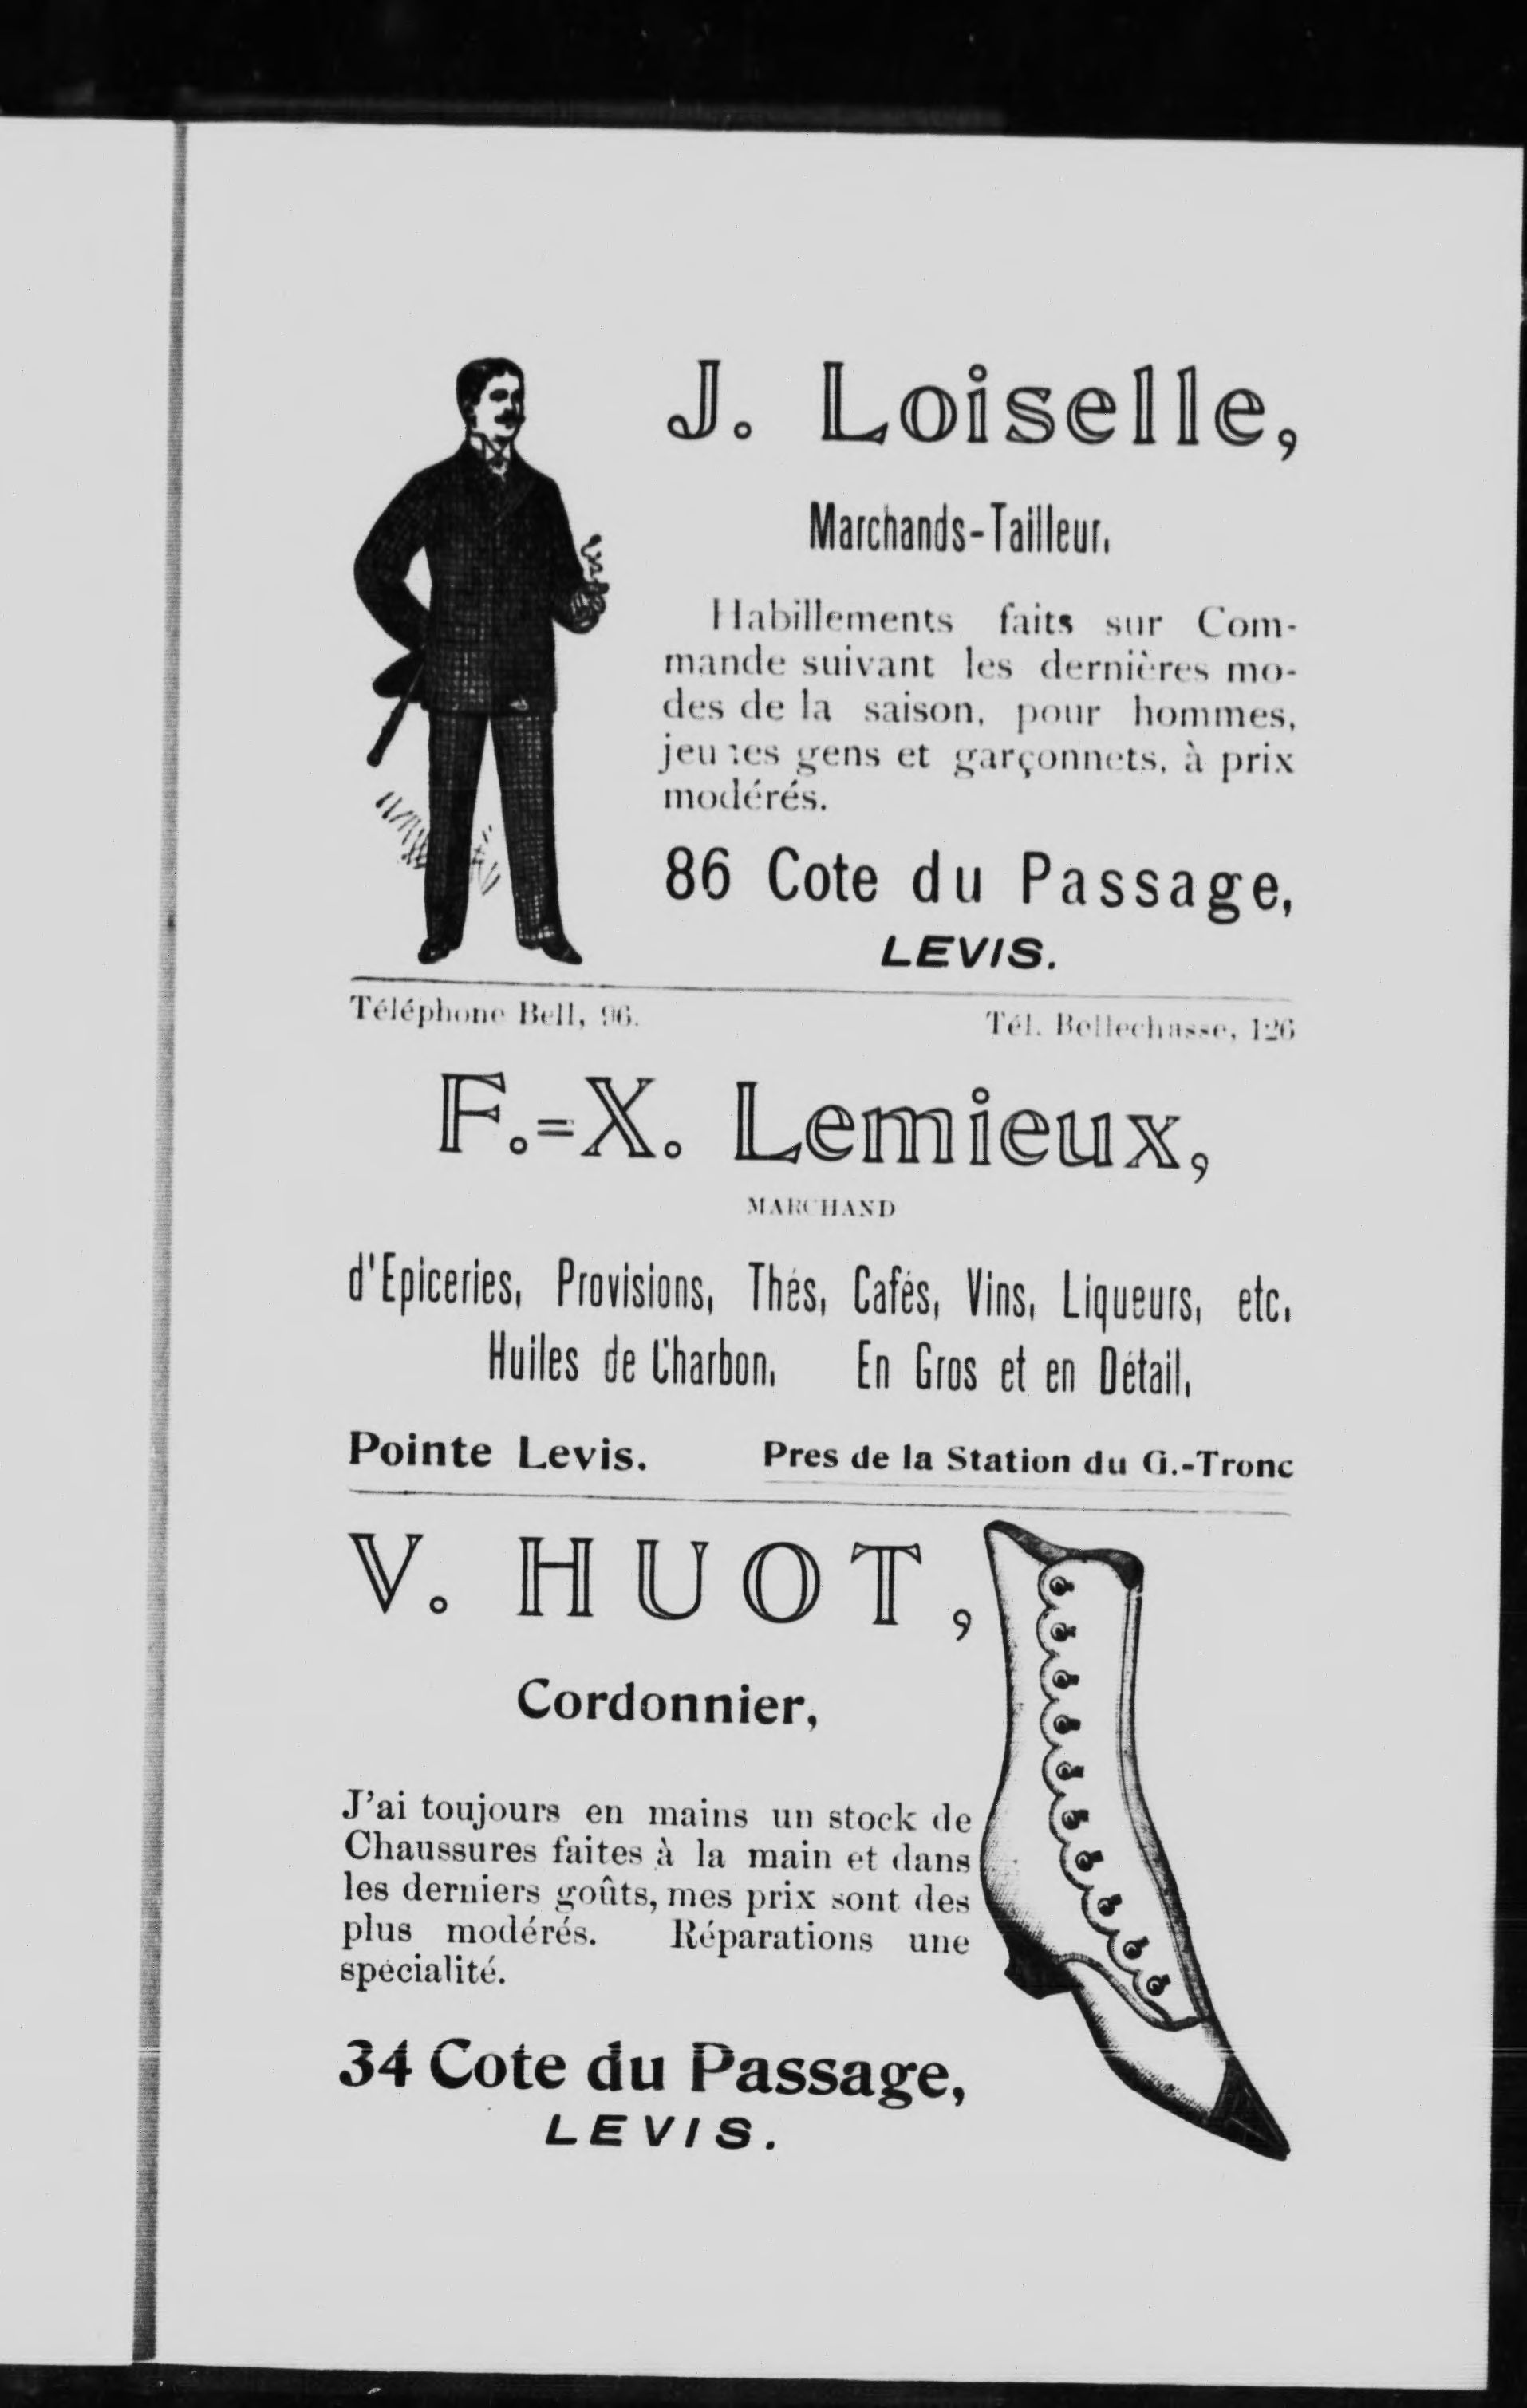 J. Loiselle,
Marchands-Tailleur.
Habillements faits sur Com-
mande suivant les dernières mo-
des de la saison, pour hommes,
jeunes gens et garçonnets, à prix
modérés.
86 Cote du Passage,
LEVIS.
Téléphone Bell, 96. Tél. Bellechasse, 126
F.=X. Lemieux,
MARCHAND
d'Epiceries, Provisions, Thés, Cafés, Vins, Liqueurs, etc.
Huiles de Charbon. En Gros et en Détail.
Pointe Levis. Pres de la Station du G.-Tronc
V. HUOT,
Cordonnier,
J'ai toujours en mains un stock de
Chaussures faites à la main et dans
les derniers goûts, mes prix sont des
plus modérés. Réparations une
spécialité.
34 Cote du Passage,
LEVIS.